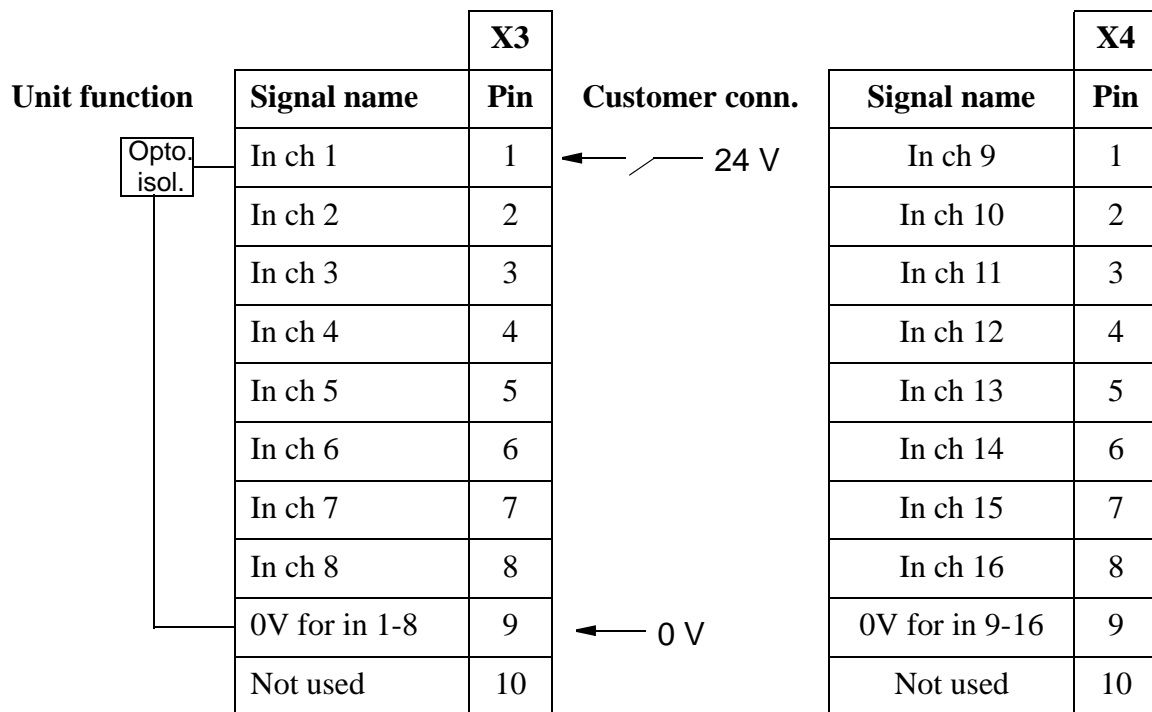 X3 X4
Unit function Signal name Pin Customer conn. Signal name Pin
Opto. isol. In ch 1 1 24 V In ch 9 1
In ch 2 2 In ch 10 2
In ch 3 3 In ch 11 3
In ch 4 4 In ch 12 4
In ch 5 5 In ch 13 5
In ch 6 6 In ch 14 6
In ch 7 7 In ch 15 7
In ch 8 8 In ch 16 8
0V for in 1-8 9 0 V 0V for in 9-16 9
Not used 10 Not used 10